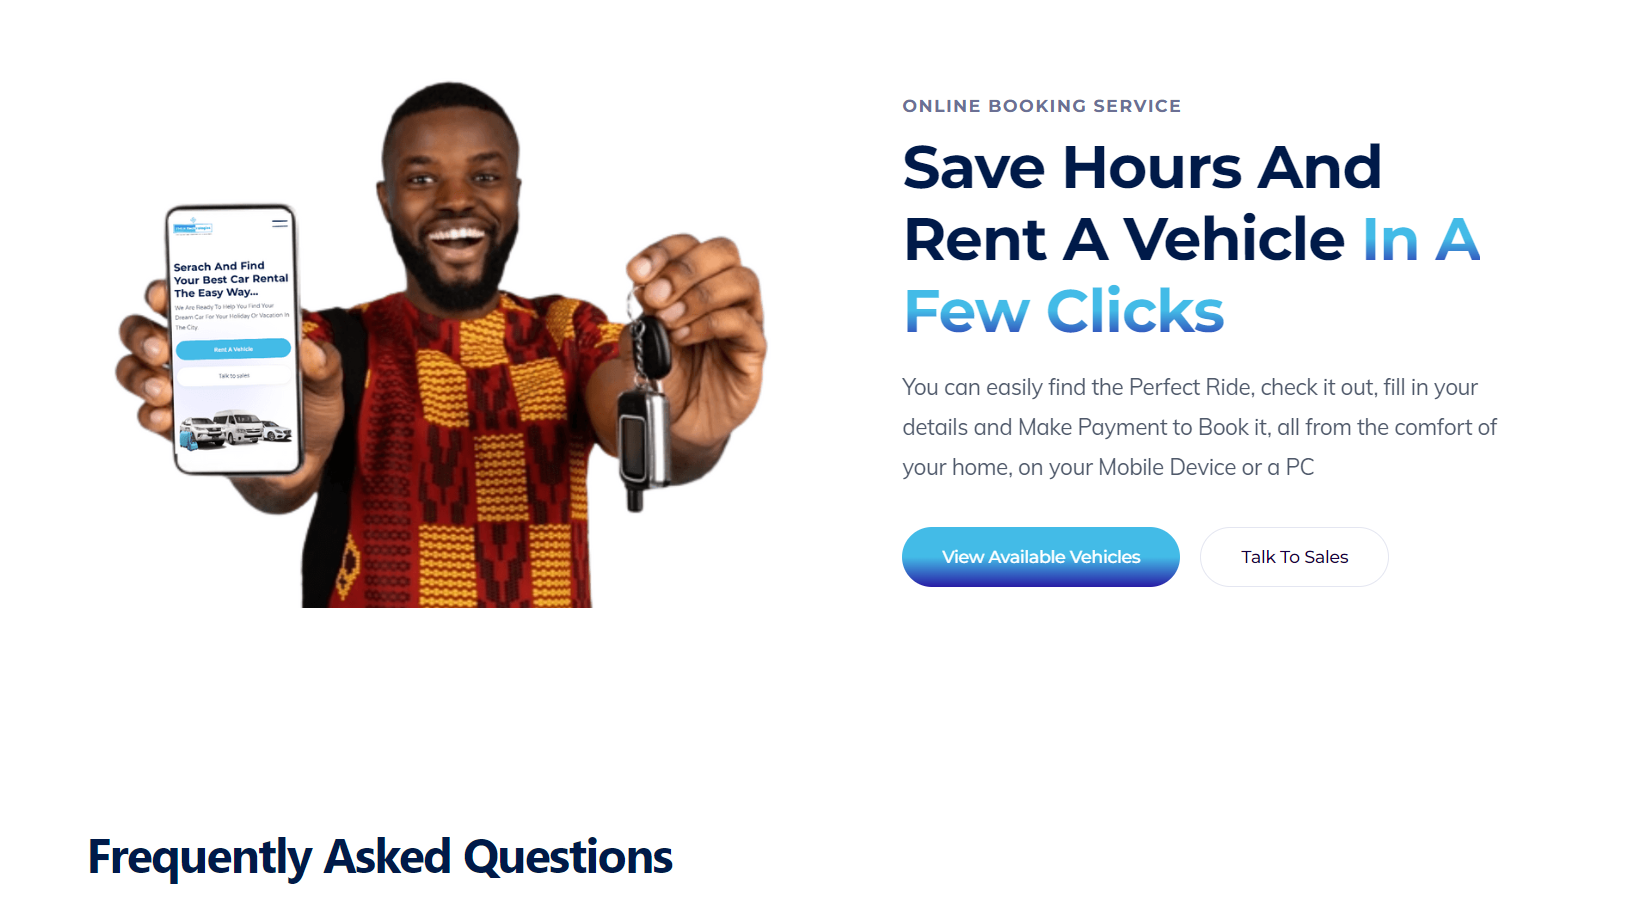 ONLINE BOOKING SERVICE
Save Hours And
Rent A Vehicle In A
Few Clicks
You can easily find the Perfect Ride, check it out, fill in your
details and Make Payment to Book it, all from the comfort of
your home, on your Mobile Device or a PC
View Available Vehicles
Talk To Sales
Serach And Find
Your Best Car Rental
The Easy Way...
We Are Ready To Help You Find Your
Dream Car For Your Holiday Or Vacation In
The City.
Rent A Vehicle
Talk to sales
Frequently Asked Questions